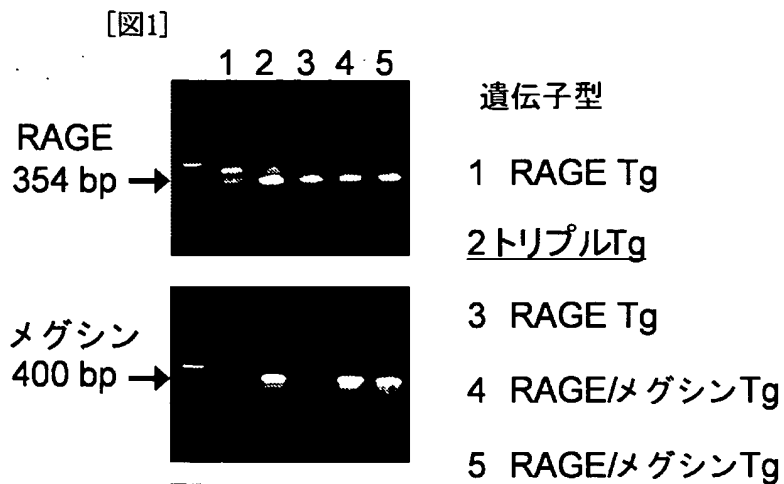 [図1]
1 2 3 4 5
RAGE
354 bp
メグシン
400 bp
遺伝子型
1 RAGE Tg
2トリプルTg
3 RAGE Tg
4 RAGE/メグシンTg
5 RAGE/メグシンTg